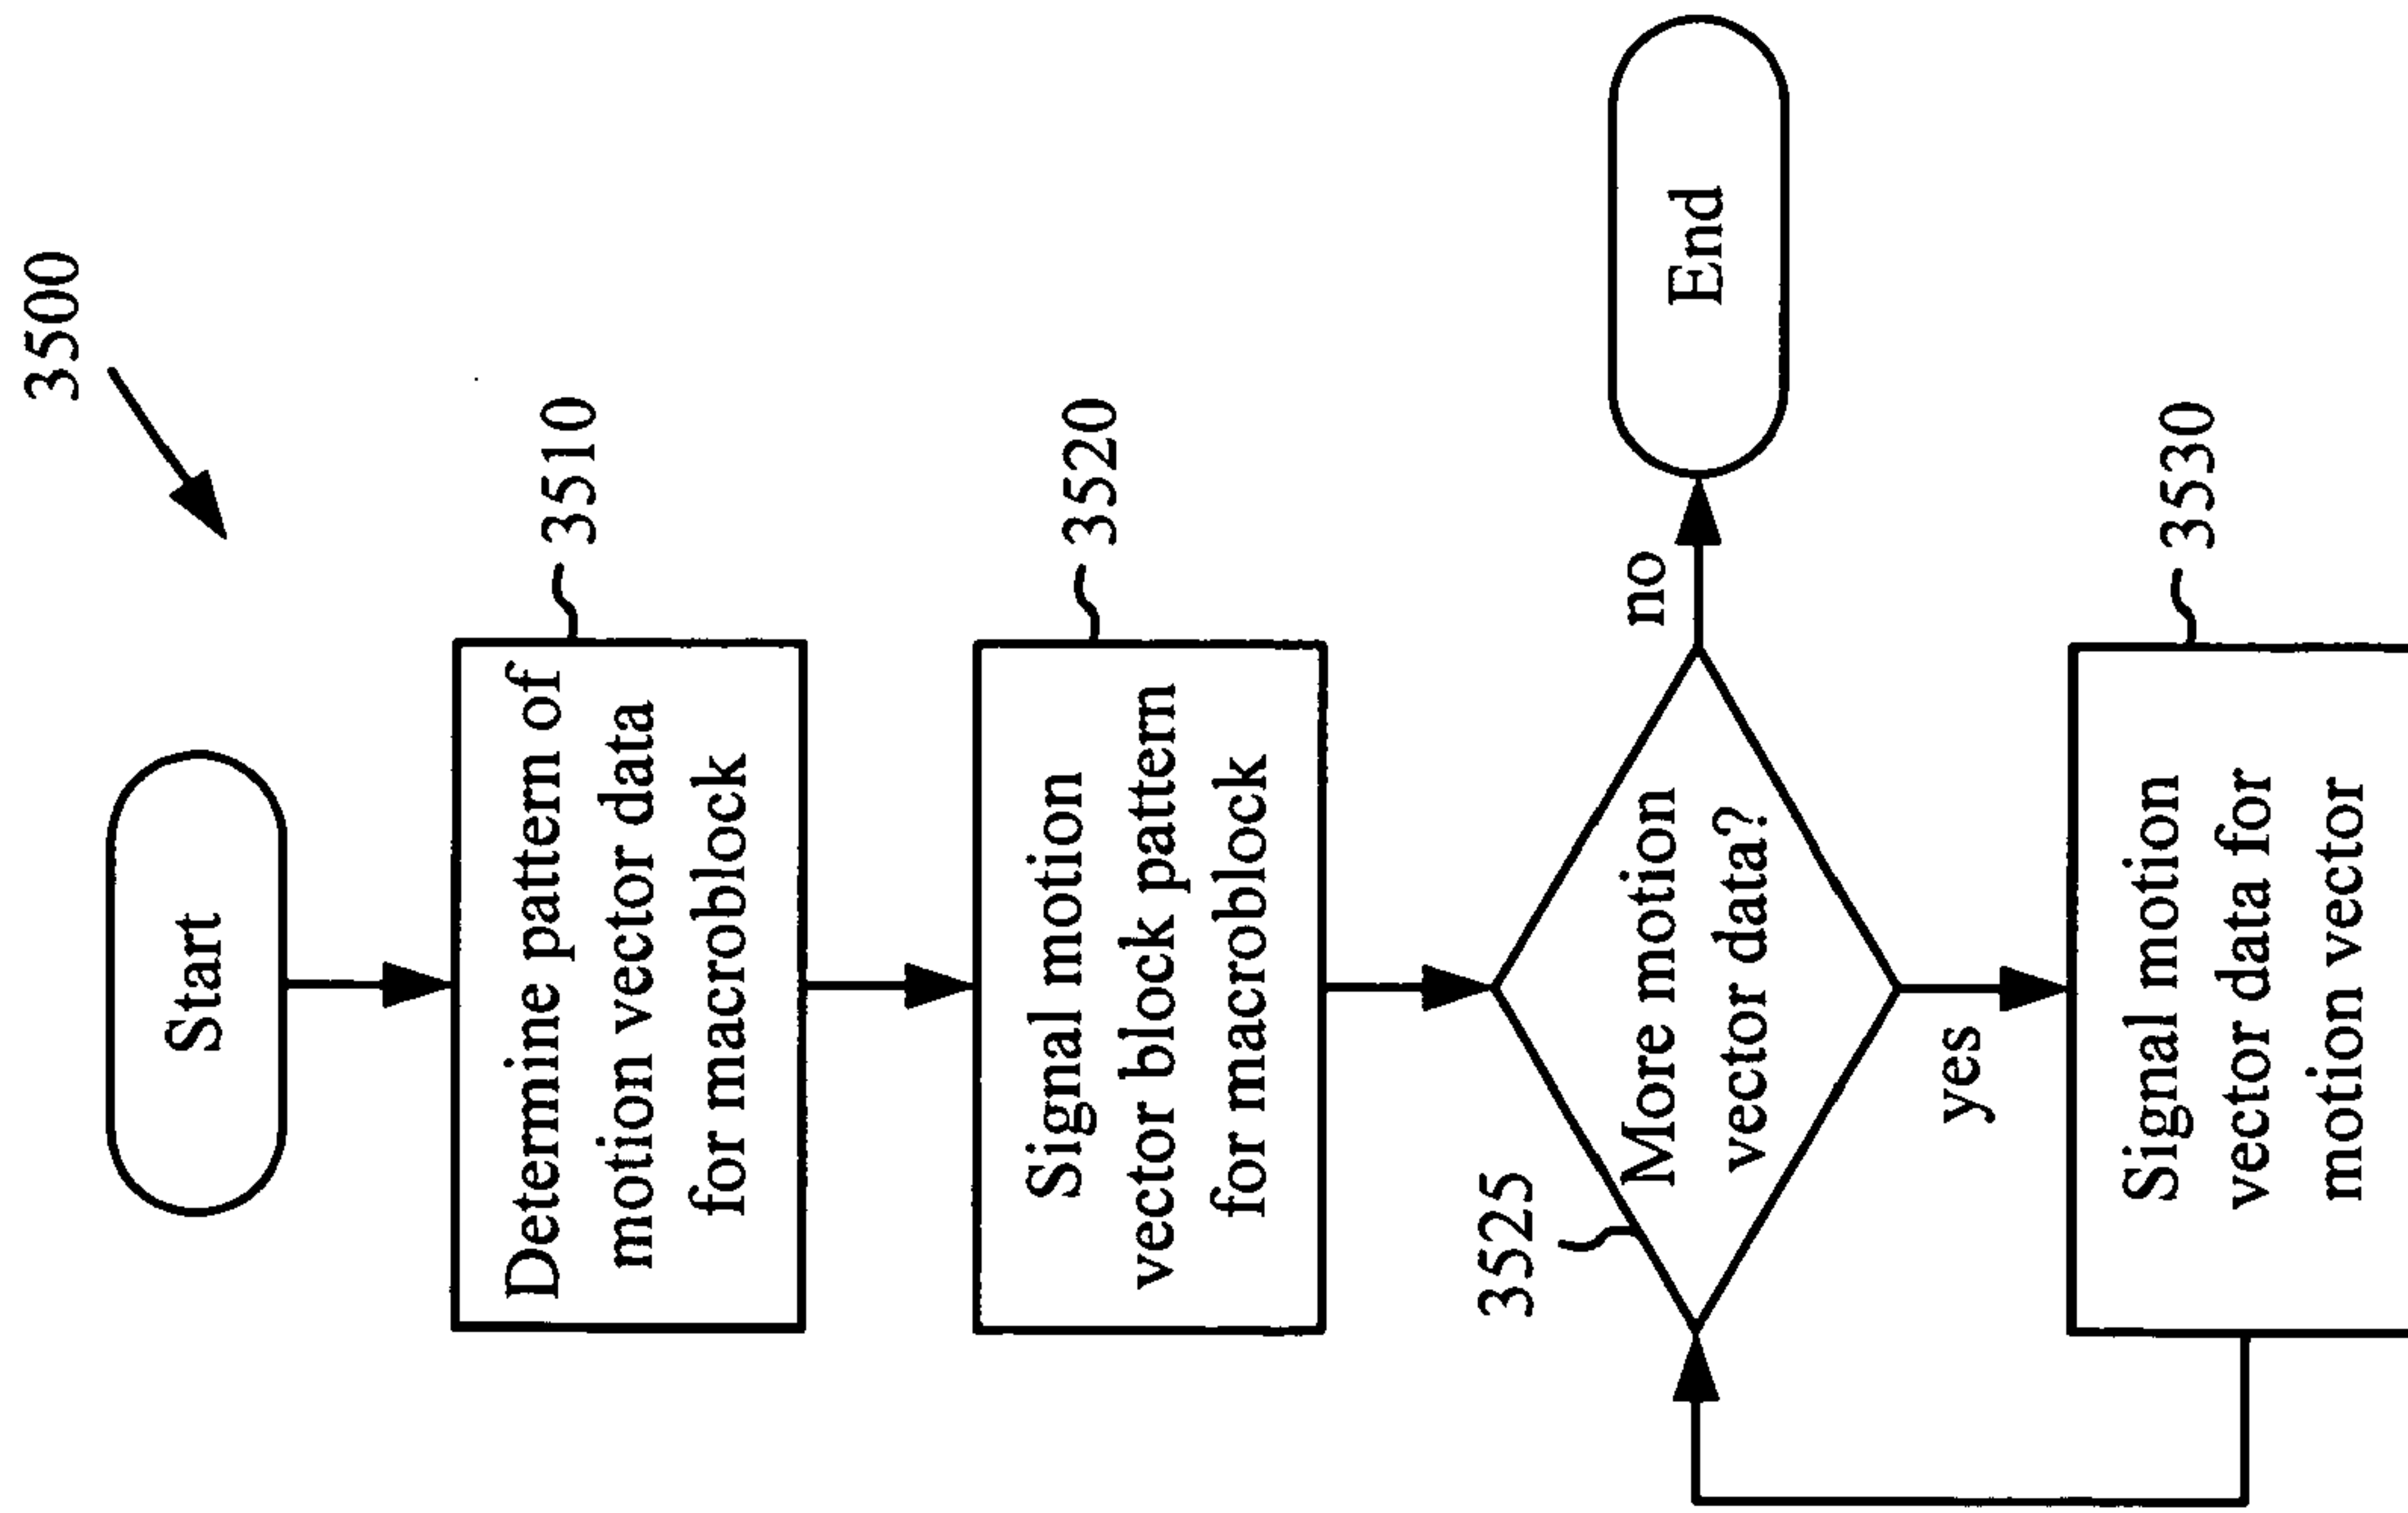 3500
Start
3510
Determine pattern of
motion vector data
for macroblock
3520
Signal motion
vector block pattern
for macroblock
3525
More motion
vector data?
no
End
yes
3530
Signal motion
vector data for
motion vector